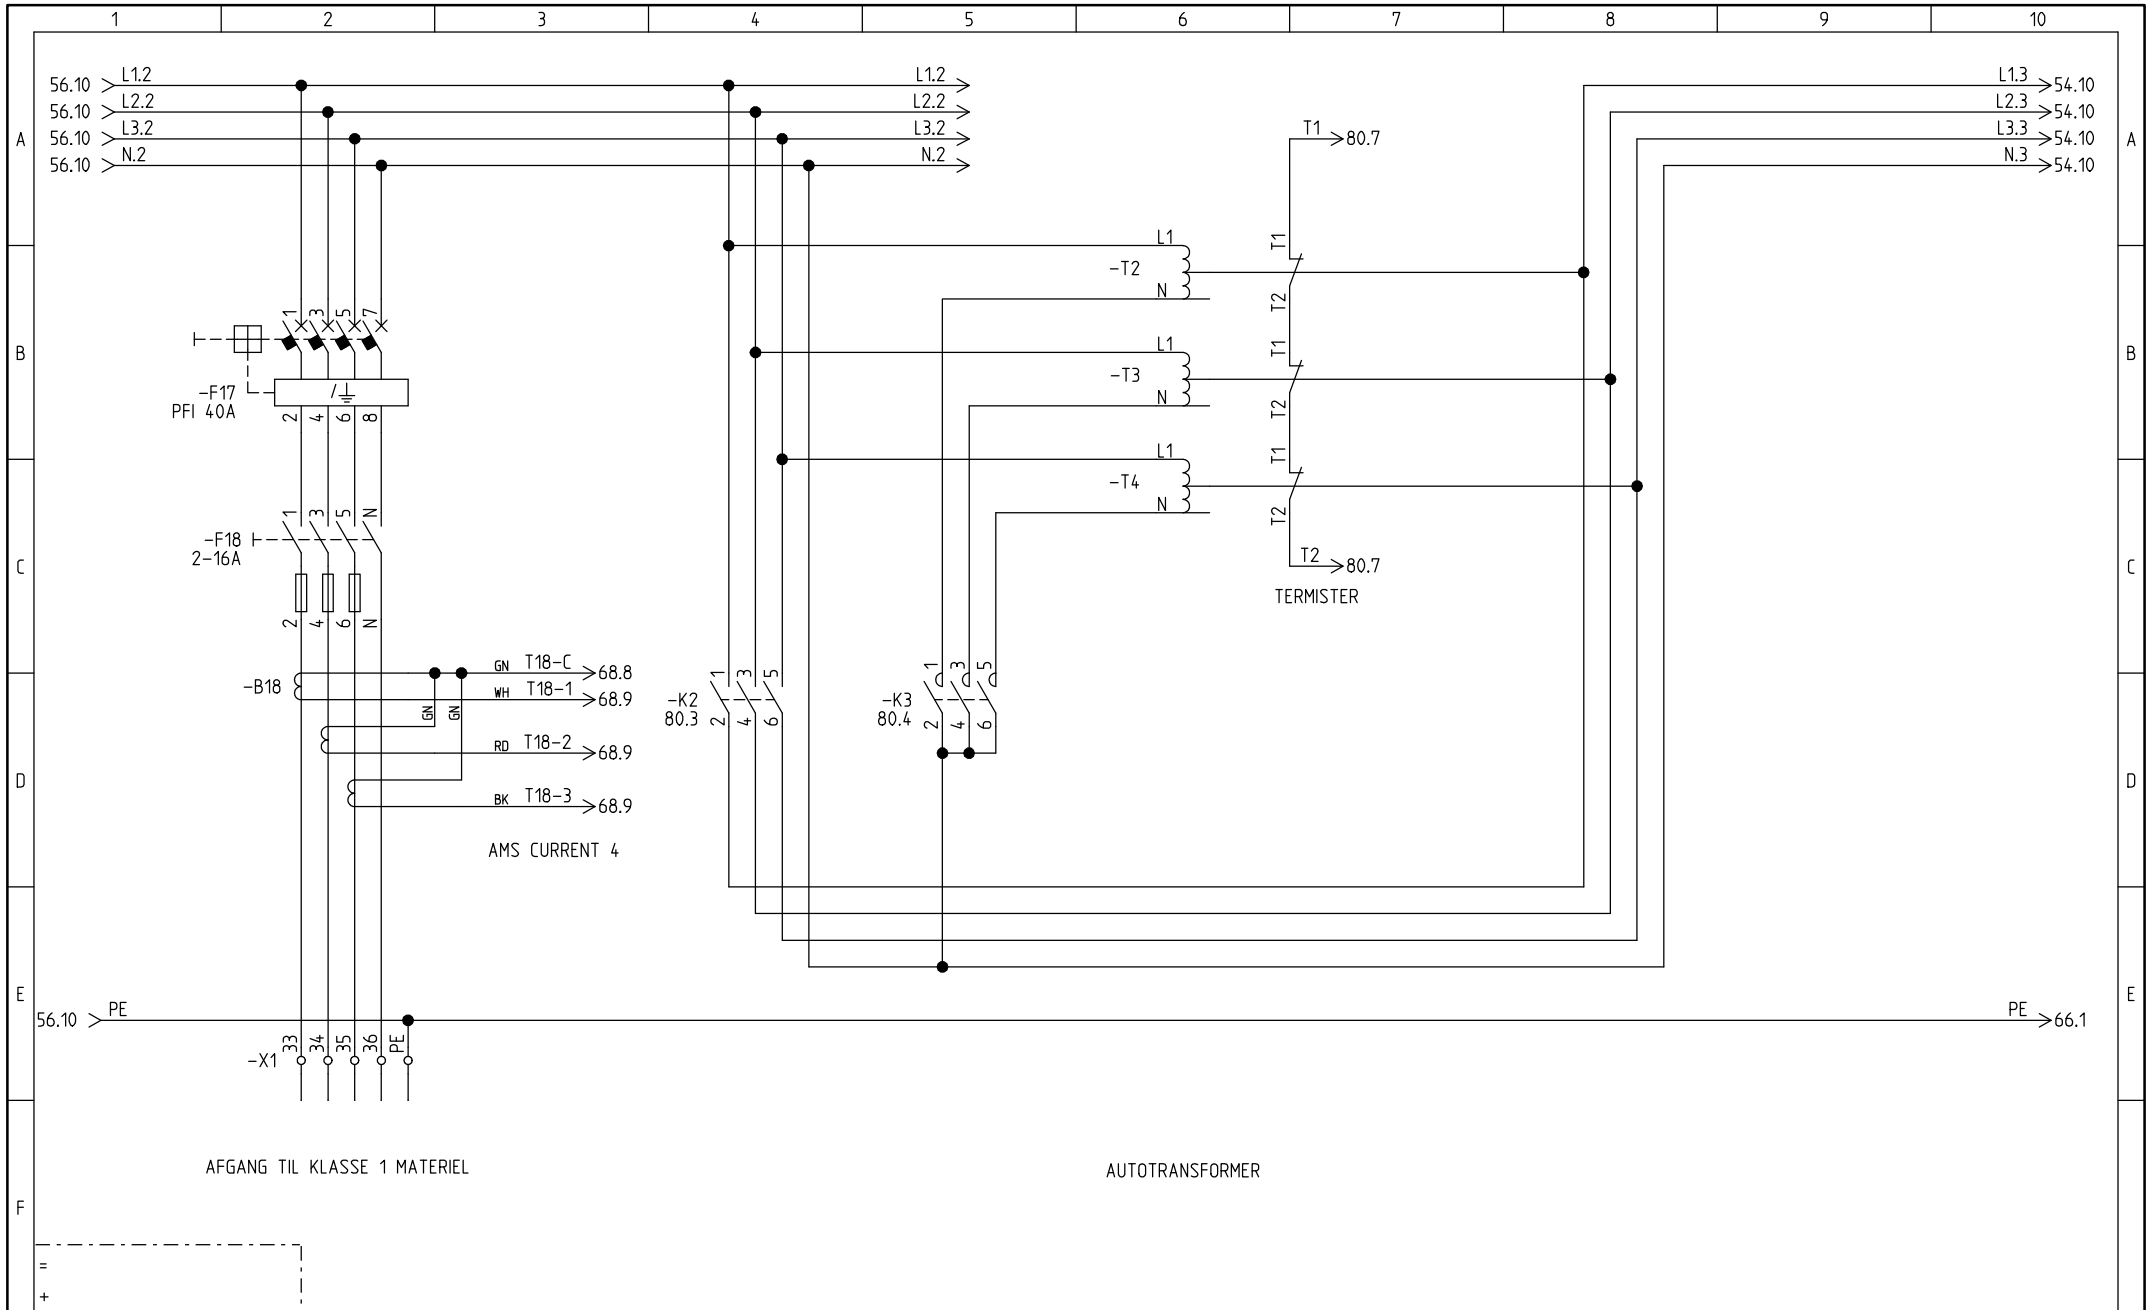 1 2 3 4 5 6 7 8 9 10
56.10 L1.2 L1.2 L1.3 54.10
56.10 L2.2 L2.2 L2.3 54.10
A 56.10 L3.2 L3.2 T1 80.7 L3.3 54.10 A
56.10 N.2 N.2 N.3 54.10
L1 T1
-T2
N T2
1 3 5 7
B L1 T1 B
-T3
-F17
PFI 40A
2 4 6 8
N T2
L1 T1
-T4
N T2
1 3 5 N
-F18
2-16A
C T2 80.7 C
TERMISTER
2 4 6 N
GN T18-C 68.8
-B18 WH T18-1 68.9
GN GN
1 3 5
-K2
80.3
2 4 6
1 3 5
-K3
80.4
2 4 6
RD T18-2 68.9
D D
BK T18-3 68.9
AMS CURRENT 4
E E
56.10 PE PE 66.1
33 34 35 36 PE
-X1
AFGANG TIL KLASSE 1 MATERIEL AUTOTRANSFORMER
F
=
+